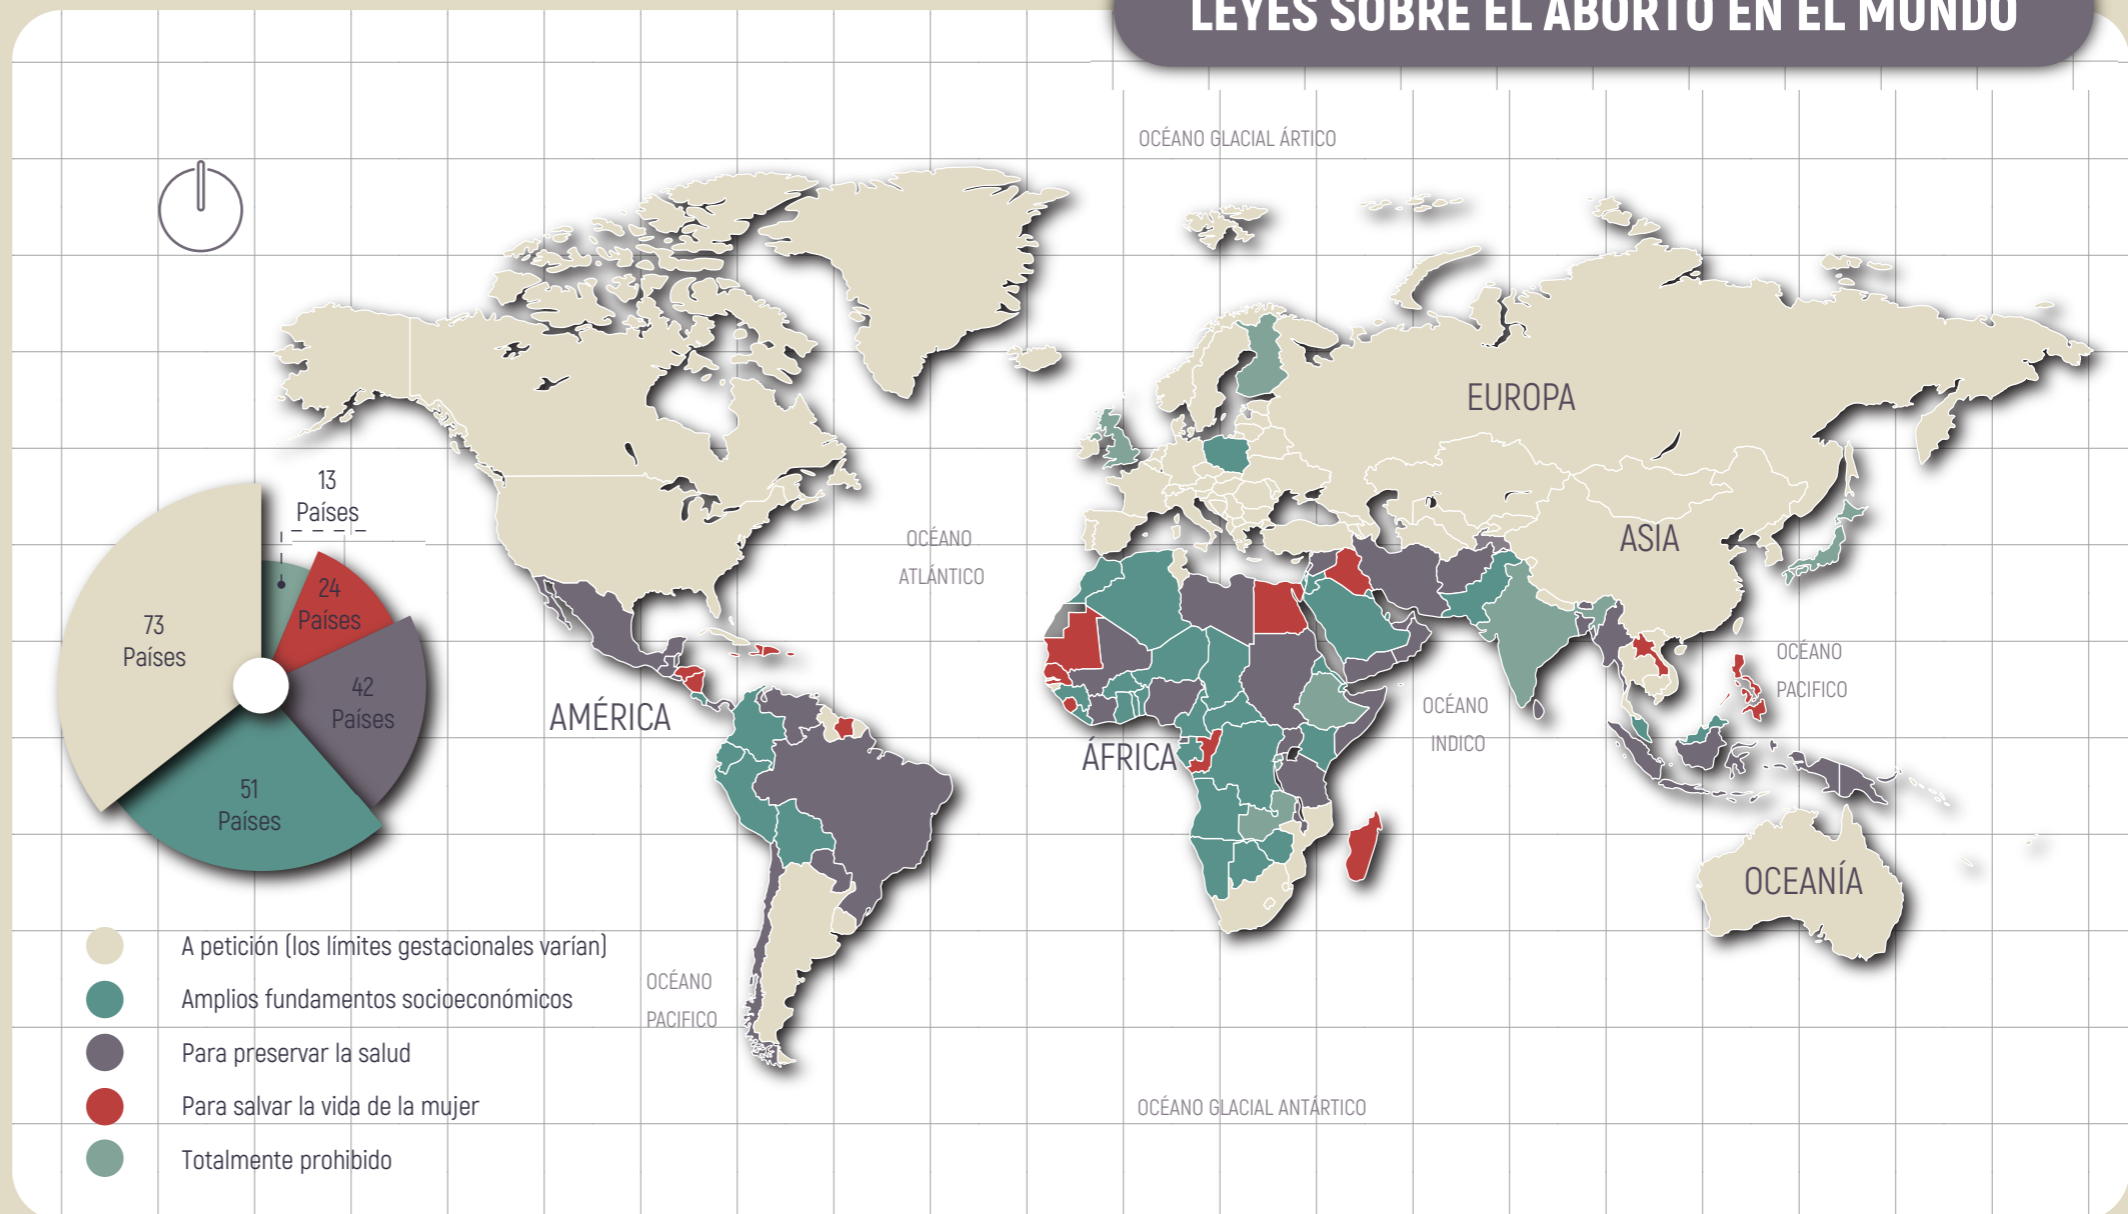 LEYES SOBRE EL ABORTO EN EL MUNDO
OCÉANO GLACIAL ÁRTICO
EUROPA
ASIA
OCÉANO
ATLÁNTICO
13
Países
24
Países
73
Países
42
Países
51
Países
AMÉRICA
ÁFRICA
OCÉANO
INDICO
OCÉANO
PACIFICO
OCEANÍA
A petición (los límites gestacionales varían)
Amplios fundamentos socioeconómicos
Para preservar la salud
Para salvar la vida de la mujer
Totalmente prohibido
OCÉANO
PACIFICO
OCÉANO GLACIAL ANTÁRTICO